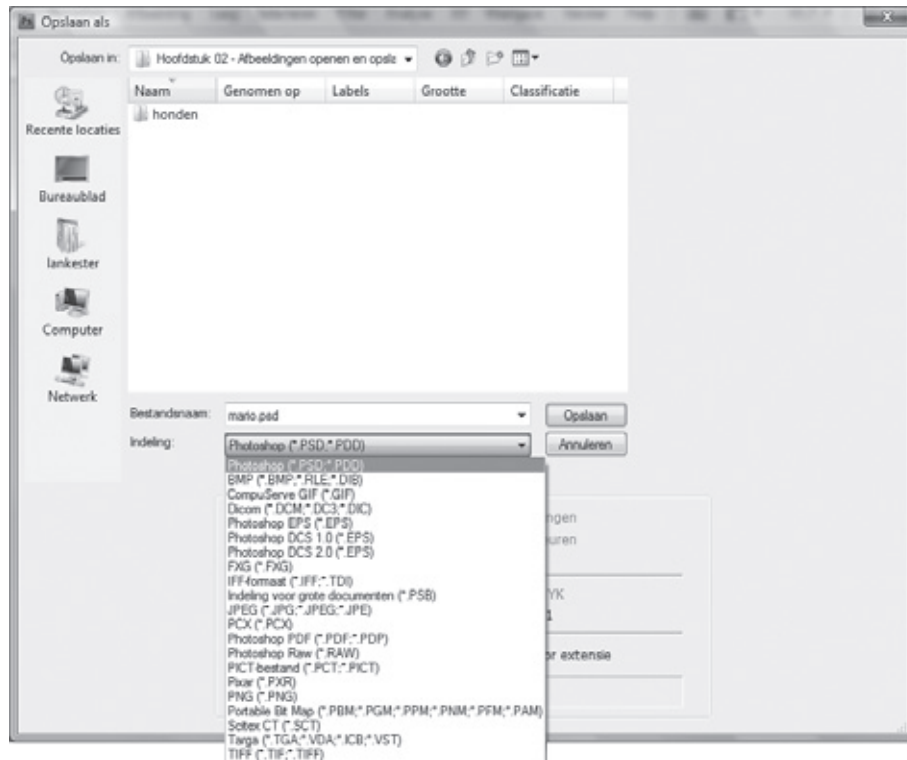 Opslaan als
Opslaan in: Hoofdstuk 02 - Afbeeldingen openen en opsla
Naam Genomen op Labels Grootte Classificatie
honden
Recente locaties
Bureaublad
lankester
Computer
Netwerk
Bestandsnaam: mario.psd Opslaan
Indeling: Photoshop (*.PSD;*.PDD) Annuleren
Photoshop (*.PSD;*.PDD)
BMP (*.BMP;*.RLE;*.DIB)
CompuServe GIF (*.GIF)
Dicom (*.DCM;*.DC3;*.DIC)
Photoshop EPS (*.EPS)
Photoshop DCS 1.0 (*.EPS)
Photoshop DCS 2.0 (*.EPS)
FXG (*.FXG)
IFF-formaat (*.IFF;*.TDI)
Indeling voor grote documenten (*.PSB)
JPEG (*.JPG;*.JPEG;*.JPE)
PCX (*.PCX)
Photoshop PDF (*.PDF;*.PDP)
Photoshop Raw (*.RAW)
PICT-bestand (*.PCT;*.PICT)
Pixar (*.PXR)
PNG (*.PNG)
Portable Bit Map (*.PBM;*.PGM;*.PPM;*.PNM;*.PFM;*.PAM)
Scitex CT (*.SCT)
Targa (*.TGA;*.VDA;*.ICB;*.VST)
TIFF (*.TIF;*.TIFF)
ngen
uren
YK
1
or extensie